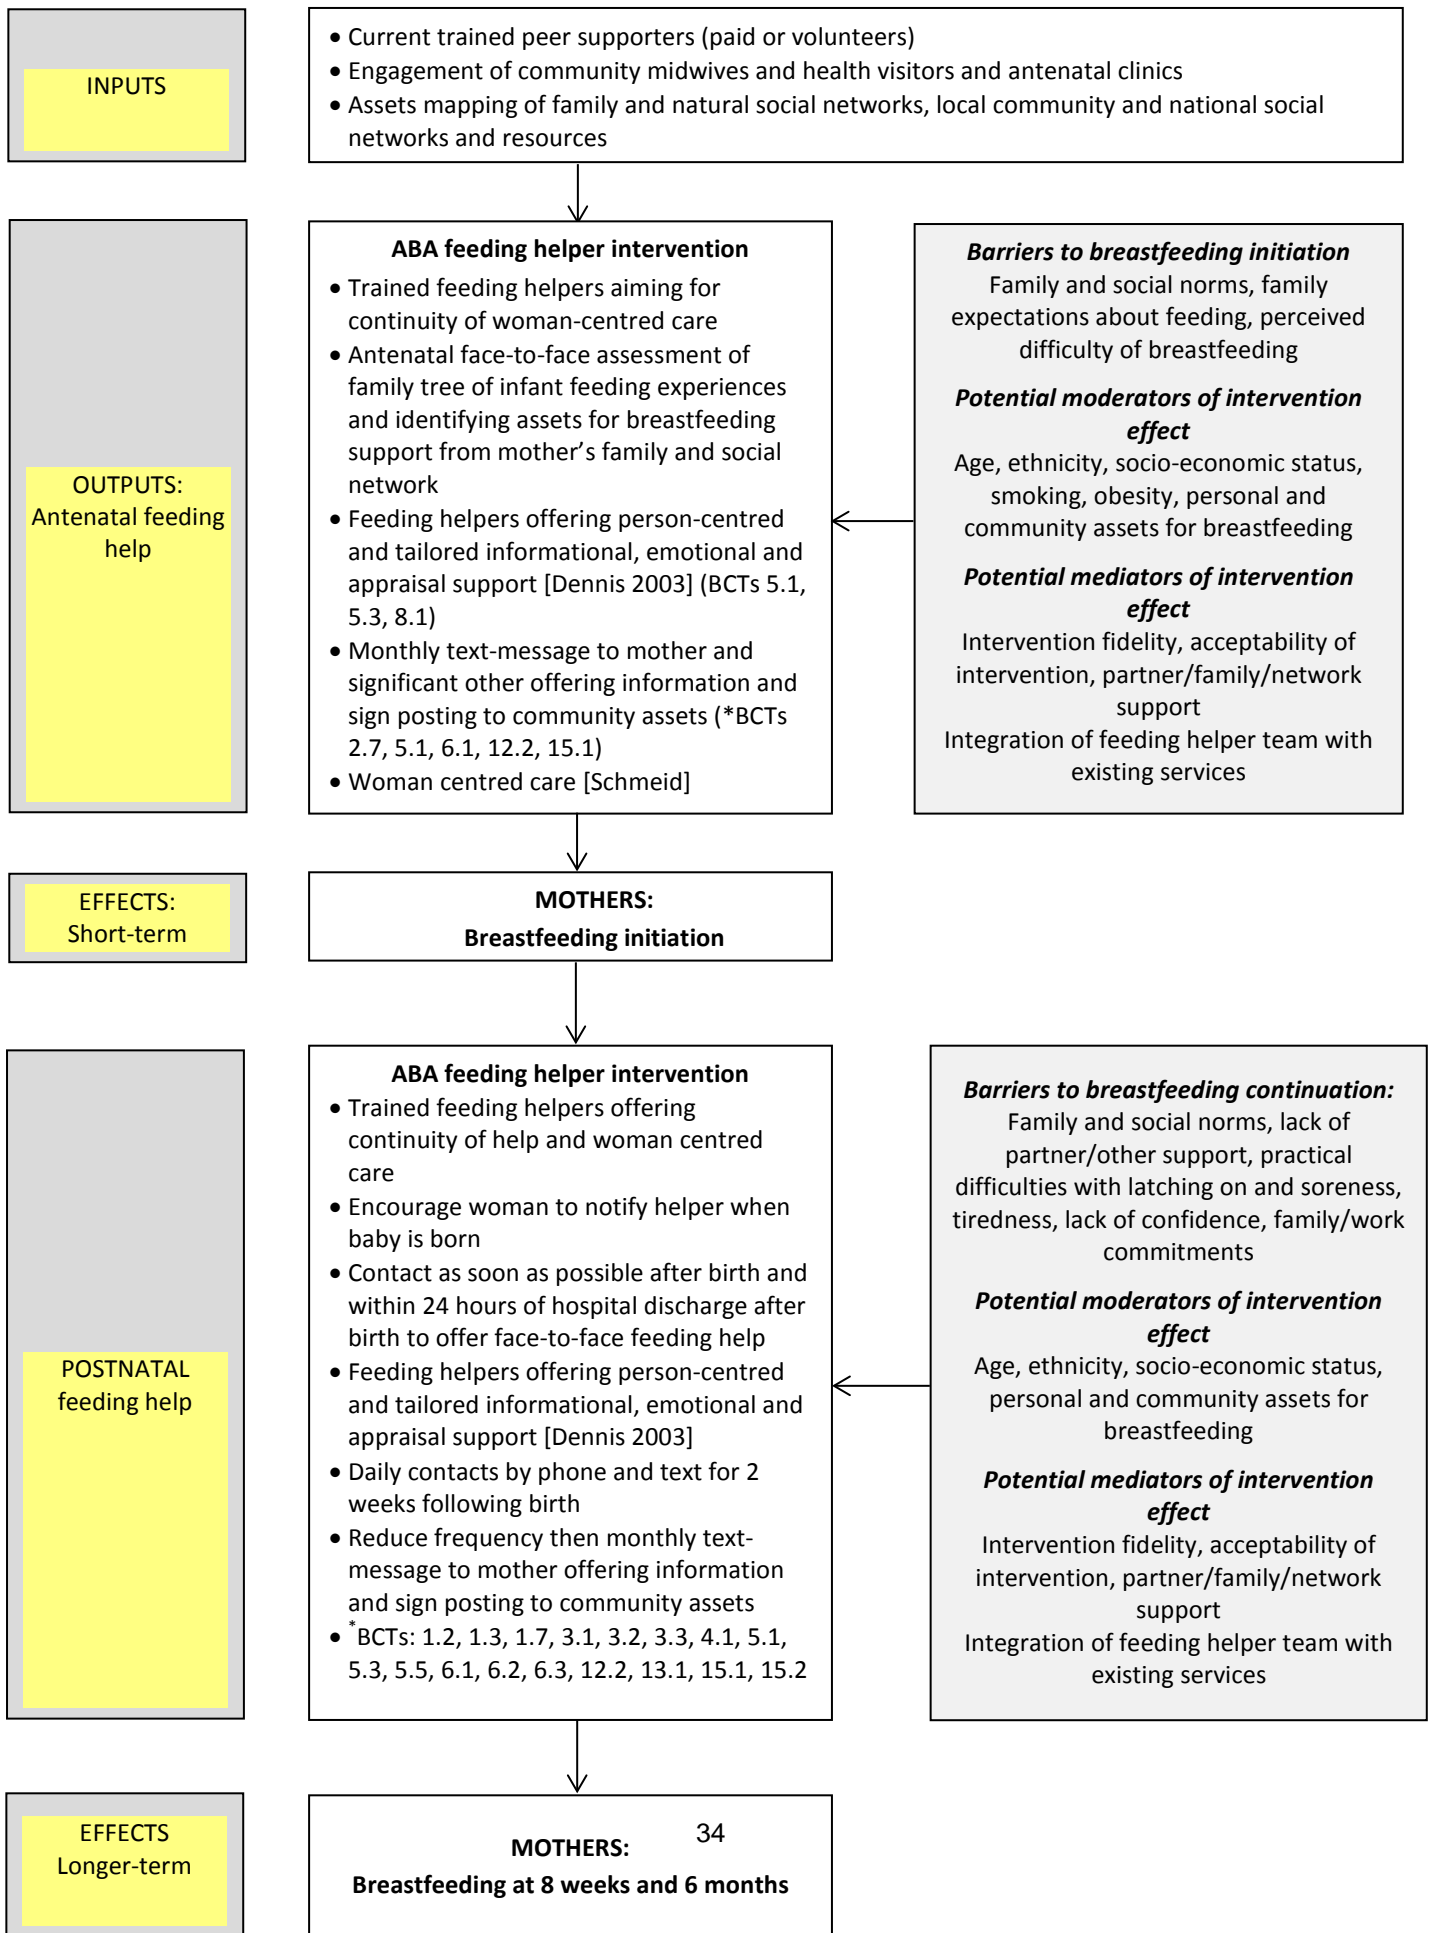 INPUTS
• Current trained peer supporters (paid or volunteers)
• Engagement of community midwives and health visitors and antenatal clinics
• Assets mapping of family and natural social networks, local community and national social
networks and resources
OUTPUTS:
Antenatal feeding
help
ABA feeding helper intervention
• Trained feeding helpers aiming for
continuity of woman-centred care
• Antenatal face-to-face assessment of
family tree of infant feeding experiences
and identifying assets for breastfeeding
support from mother’s family and social
network
• Feeding helpers offering person-centred
and tailored informational, emotional and
appraisal support [Dennis 2003] (BCTs 5.1,
5.3, 8.1)
• Monthly text-message to mother and
significant other offering information and
sign posting to community assets (*BCTs
2.7, 5.1, 6.1, 12.2, 15.1)
• Woman centred care [Schmeid]
Barriers to breastfeeding initiation
Family and social norms, family
expectations about feeding, perceived
difficulty of breastfeeding
Potential moderators of intervention
effect
Age, ethnicity, socio-economic status,
smoking, obesity, personal and
community assets for breastfeeding
Potential mediators of intervention
effect
Intervention fidelity, acceptability of
intervention, partner/family/network
support
Integration of feeding helper team with
existing services
EFFECTS:
Short-term
MOTHERS:
Breastfeeding initiation
POSTNATAL
feeding help
ABA feeding helper intervention
• Trained feeding helpers offering
continuity of help and woman centred
care
• Encourage woman to notify helper when
baby is born
• Contact as soon as possible after birth and
within 24 hours of hospital discharge after
birth to offer face-to-face feeding help
• Feeding helpers offering person-centred
and tailored informational, emotional and
appraisal support [Dennis 2003]
• Daily contacts by phone and text for 2
weeks following birth
• Reduce frequency then monthly text-
message to mother offering information
and sign posting to community assets
• *BCTs: 1.2, 1.3, 1.7, 3.1, 3.2, 3.3, 4.1, 5.1,
5.3, 5.5, 6.1, 6.2, 6.3, 12.2, 13.1, 15.1, 15.2
Barriers to breastfeeding continuation:
Family and social norms, lack of
partner/other support, practical
difficulties with latching on and soreness,
tiredness, lack of confidence, family/work
commitments
Potential moderators of intervention
effect
Age, ethnicity, socio-economic status,
personal and community assets for
breastfeeding
Potential mediators of intervention
effect
Intervention fidelity, acceptability of
intervention, partner/family/network
support
Integration of feeding helper team with
existing services
EFFECTS
Longer-term
MOTHERS:
34
Breastfeeding at 8 weeks and 6 months